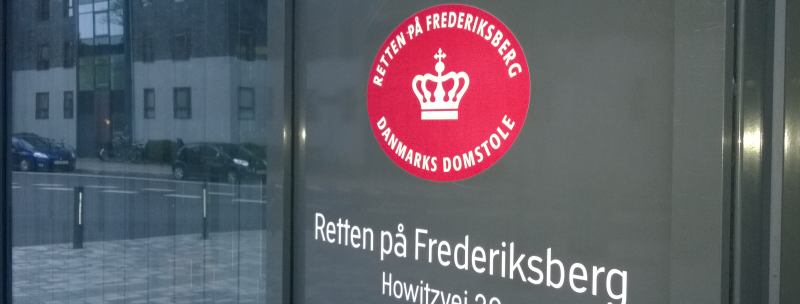 RETTEN PÅ FREDERIKSBERG
DANMARKS DOMSTOLE
Retten på Frederiksberg
Howitzvej